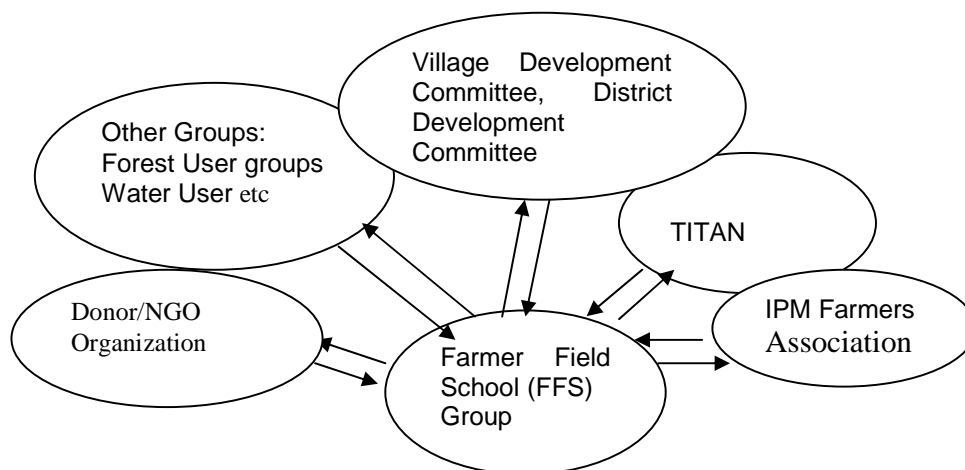 Village Development
Committee, District
Development
Committee
Other Groups:
Forest User groups
Water User etc
TITAN
Donor/NGO
Organization
IPM Farmers
Association
Farmer Field
School (FFS)
Group